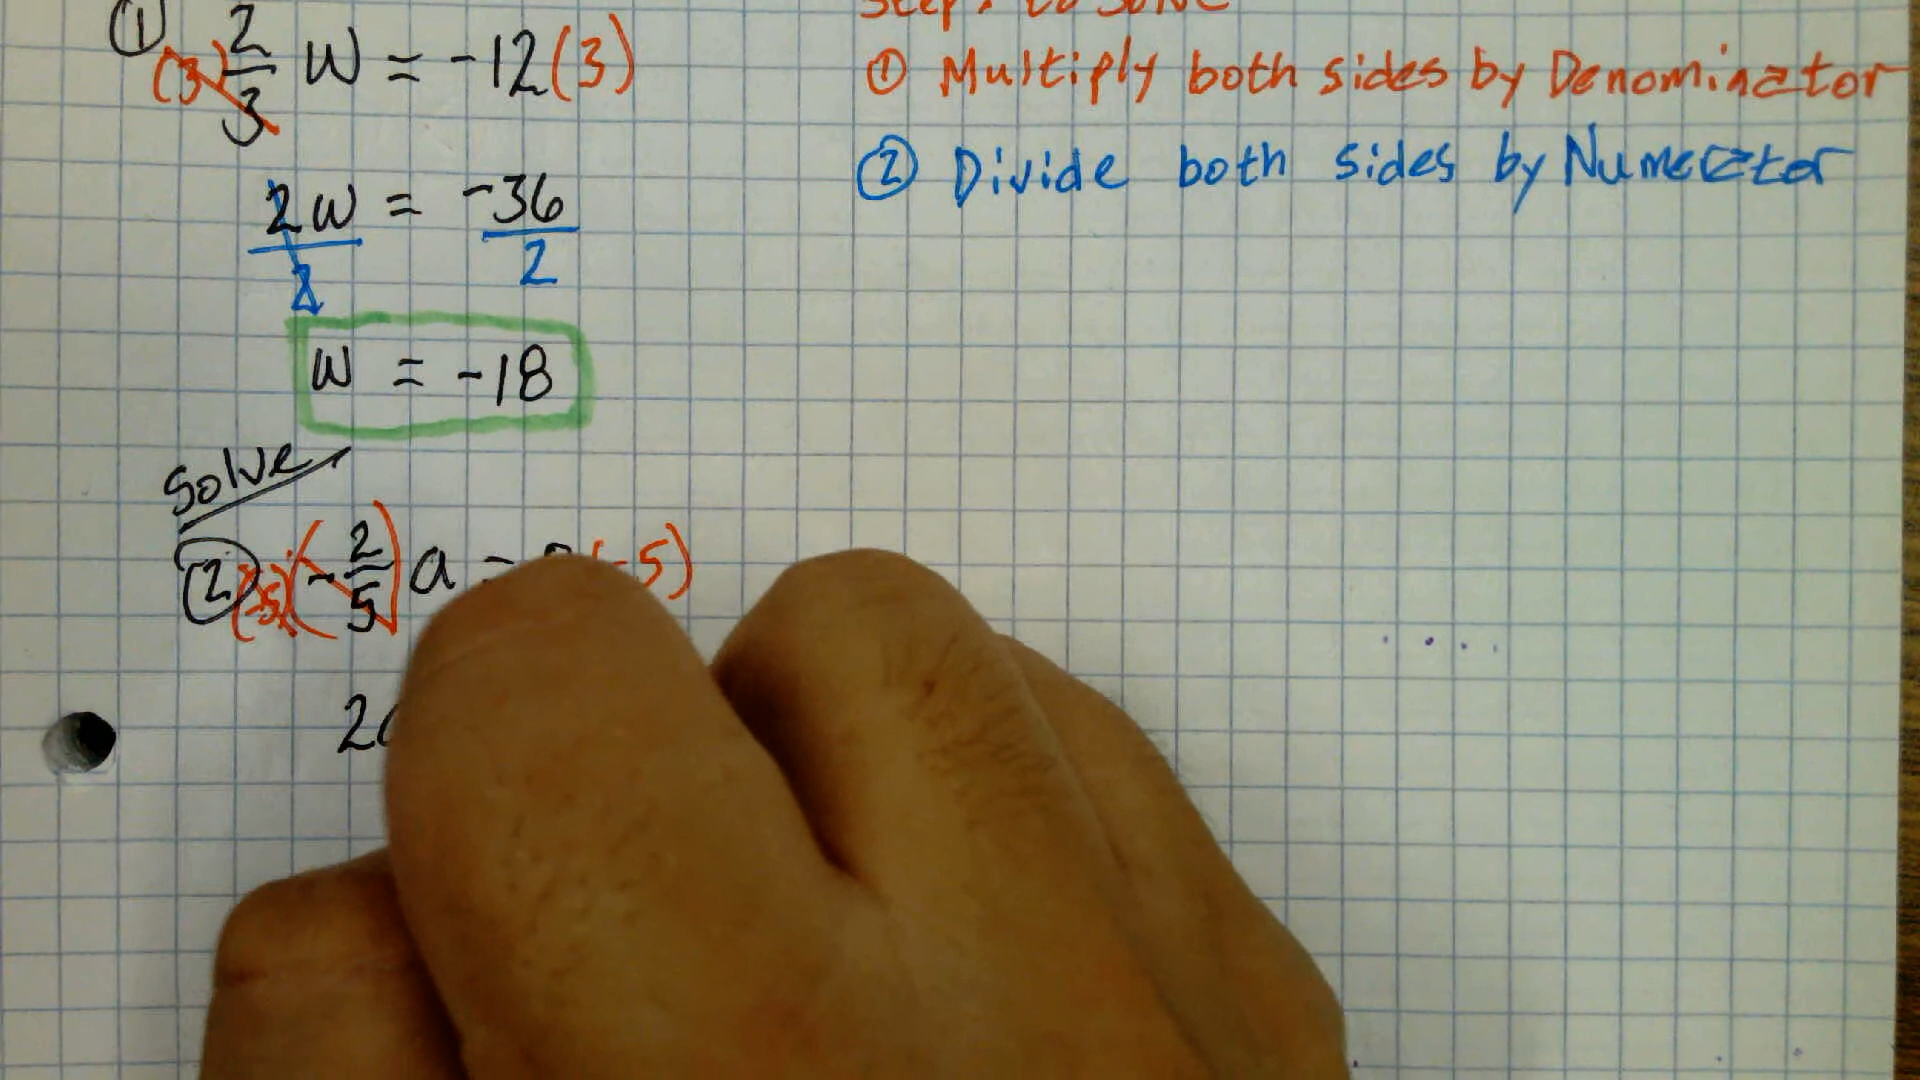 ① (3) 2/3 W = -12(3)
2W/2 = -36/2
W = -18
Solve
② (-5)(-2/5) a = (-5)
2
to Solve
① Multiply both sides by Denominator
② Divide both sides by Numerator